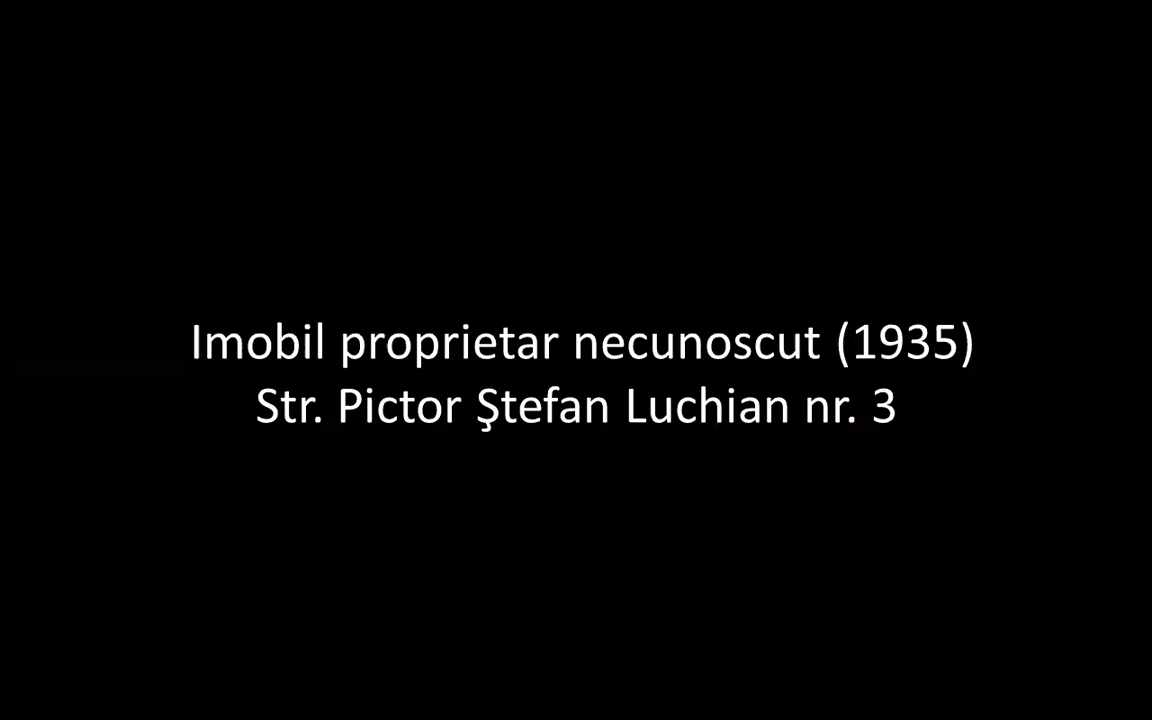 Imobil proprietar necunoscut (1935)
Str. Pictor Ştefan Luchian nr. 3